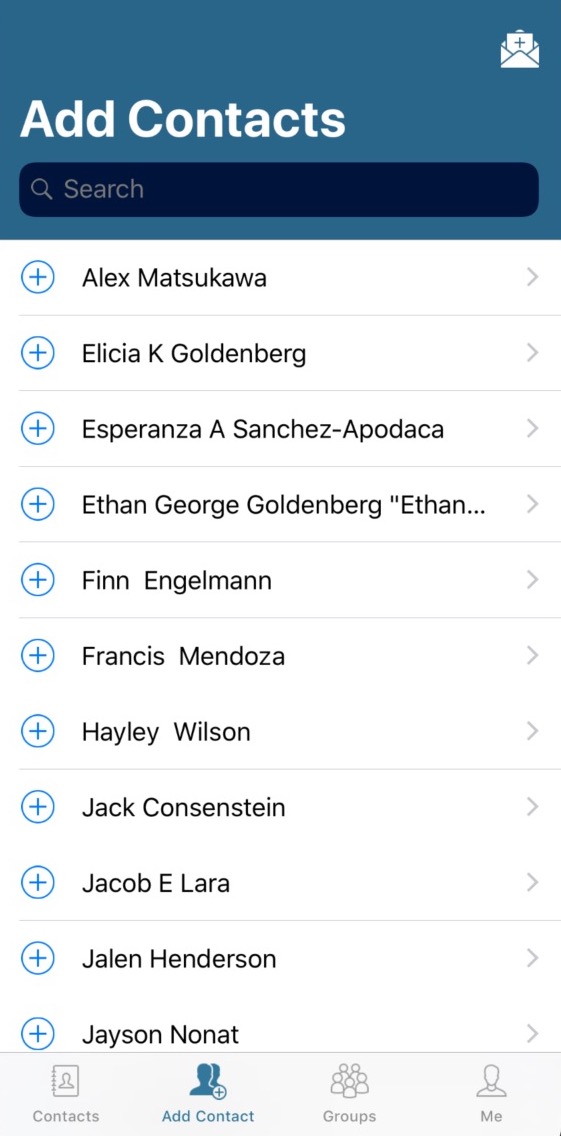 Add Contacts
Search
Alex Matsukawa
Elicia K Goldenberg
Esperanza A Sanchez-Apodaca
Ethan George Goldenberg "Ethan...
Finn  Engelmann
Francis  Mendoza
Hayley  Wilson
Jack Consenstein
Jacob E Lara
Jalen Henderson
Jayson Nonat
Contacts
Add Contact
Groups
Me